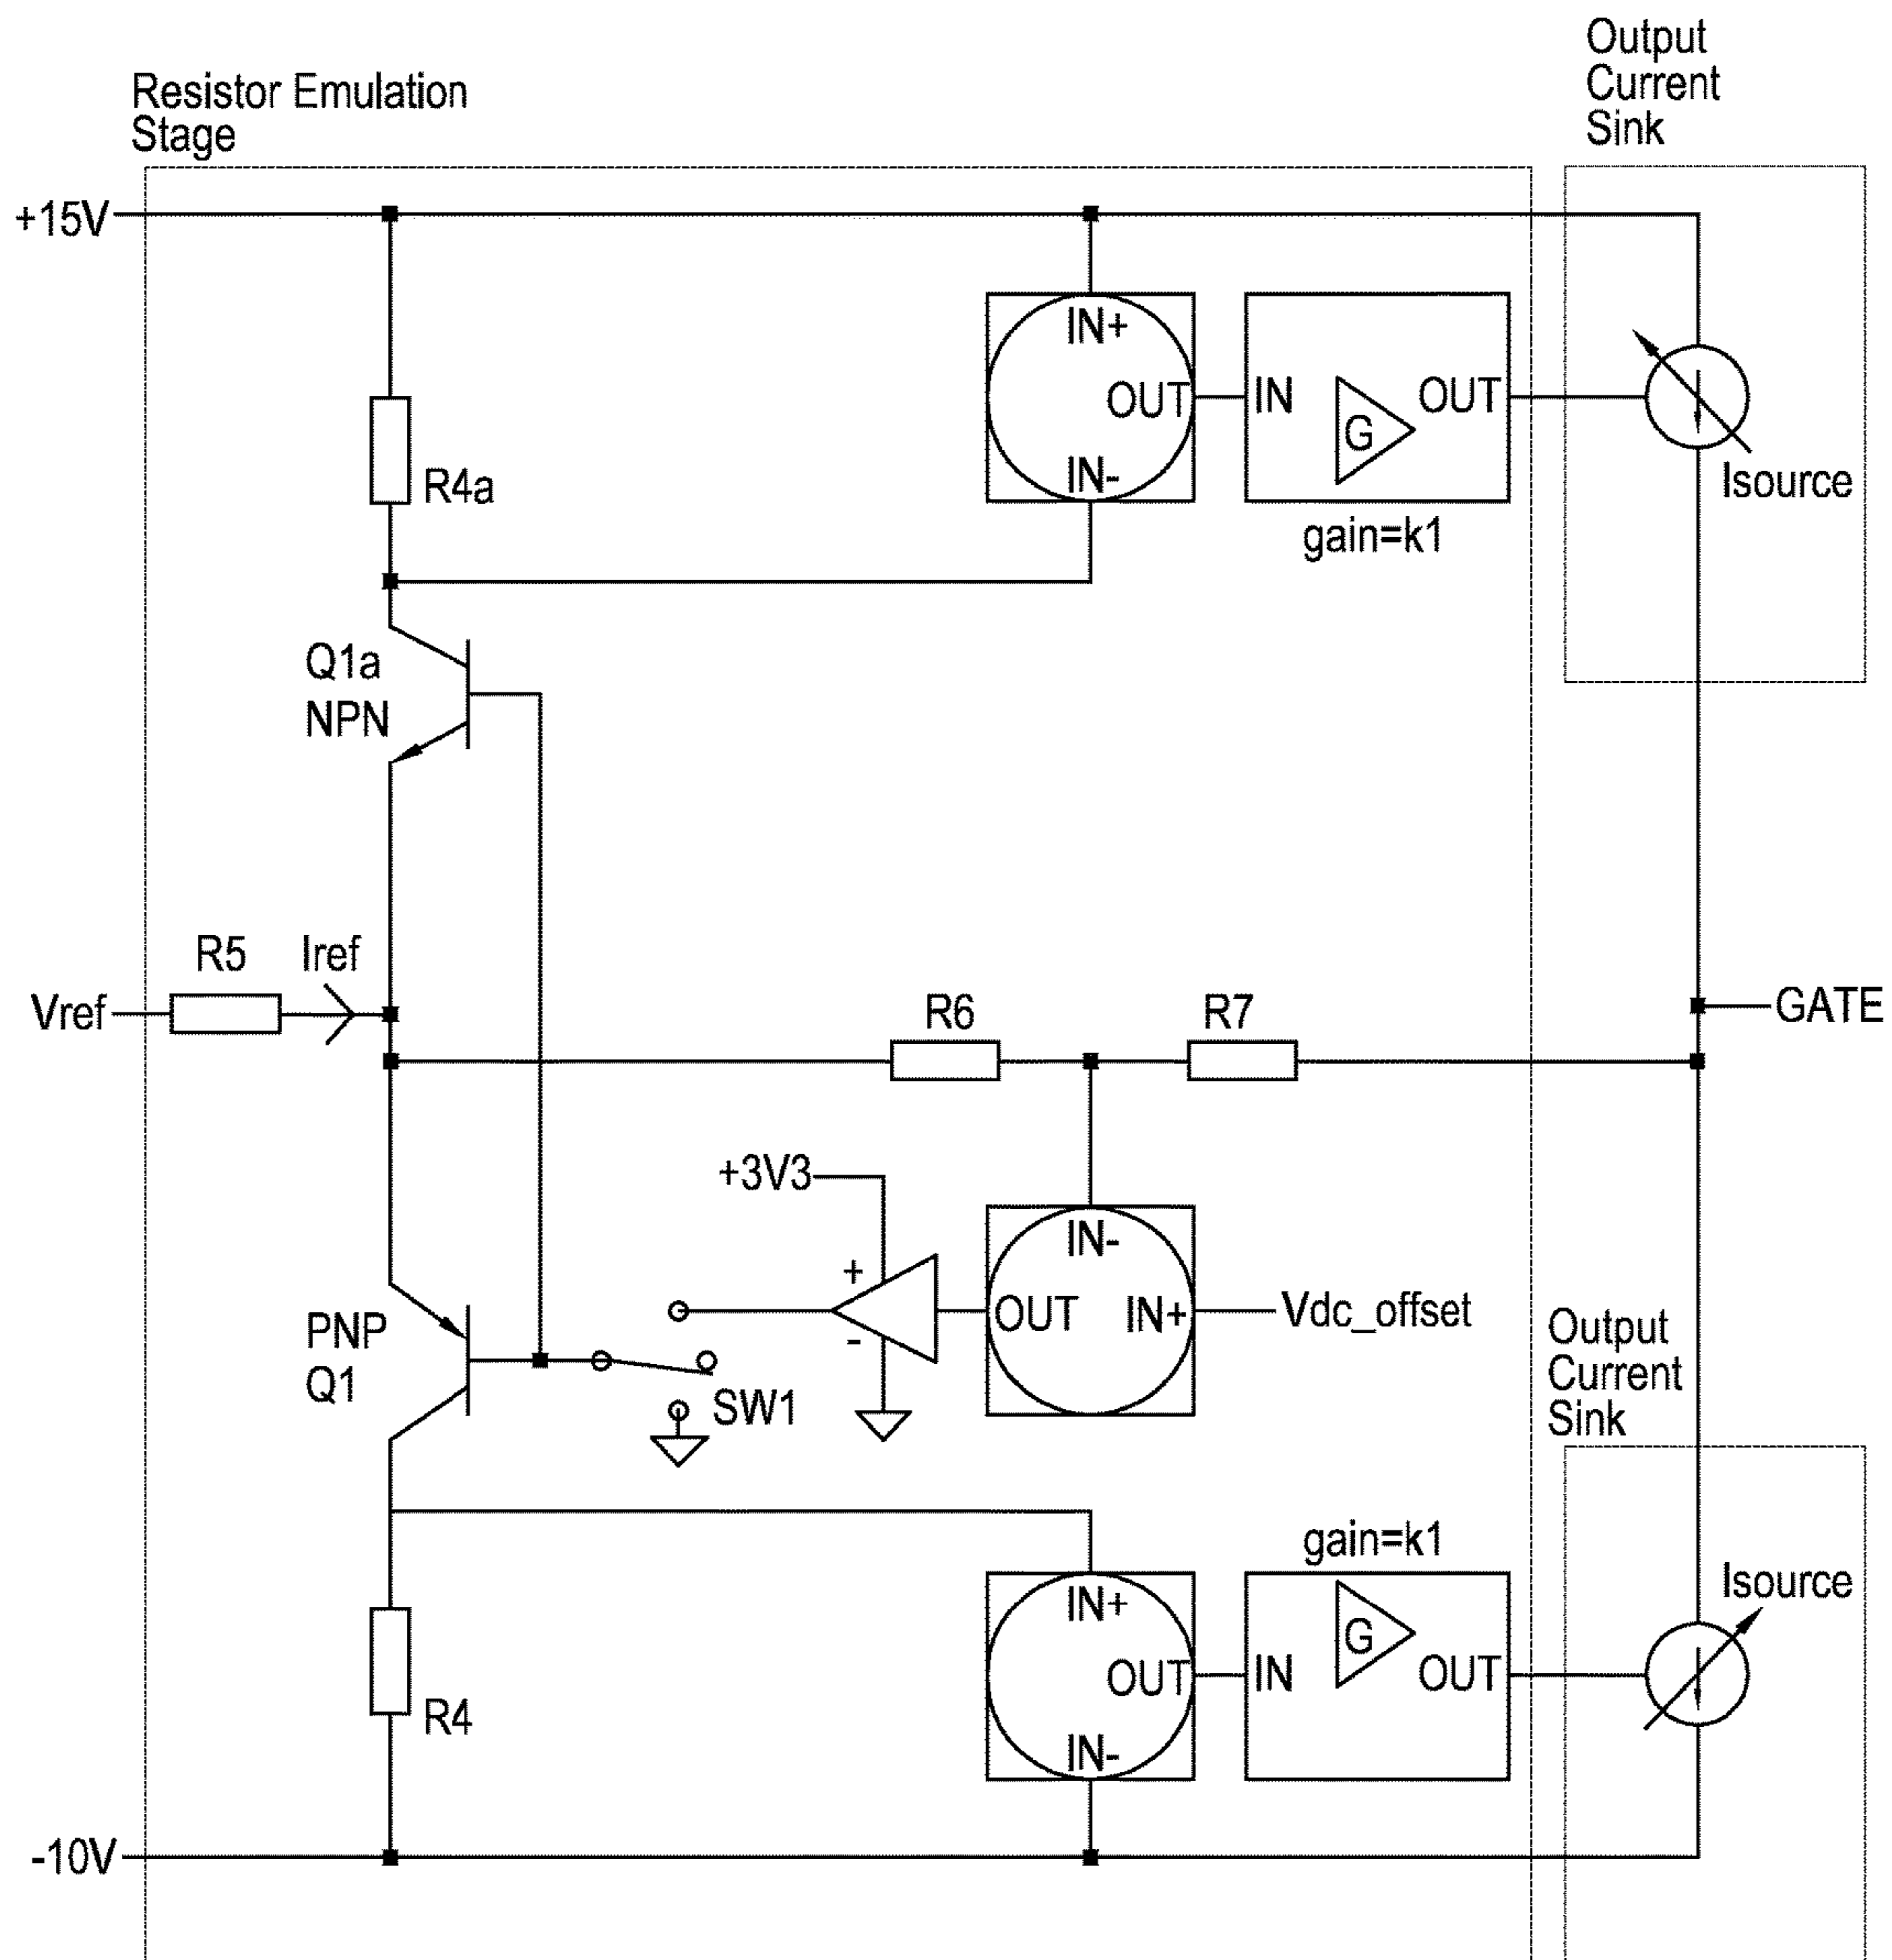 Output
Current
Sink
Resistor Emulation
Stage
+15V
IN+
OUT
IN-
IN
G
OUT
gain=k1
Isource
R4a
Q1a
NPN
R5
Iref
Vref
R6
R7
GATE
+3V3
+
-
IN-
OUT
IN+
Vdc_offset
PNP
Q1
SW1
Output
Current
Sink
gain=k1
Isource
IN+
OUT
IN-
IN
G
OUT
R4
-10V